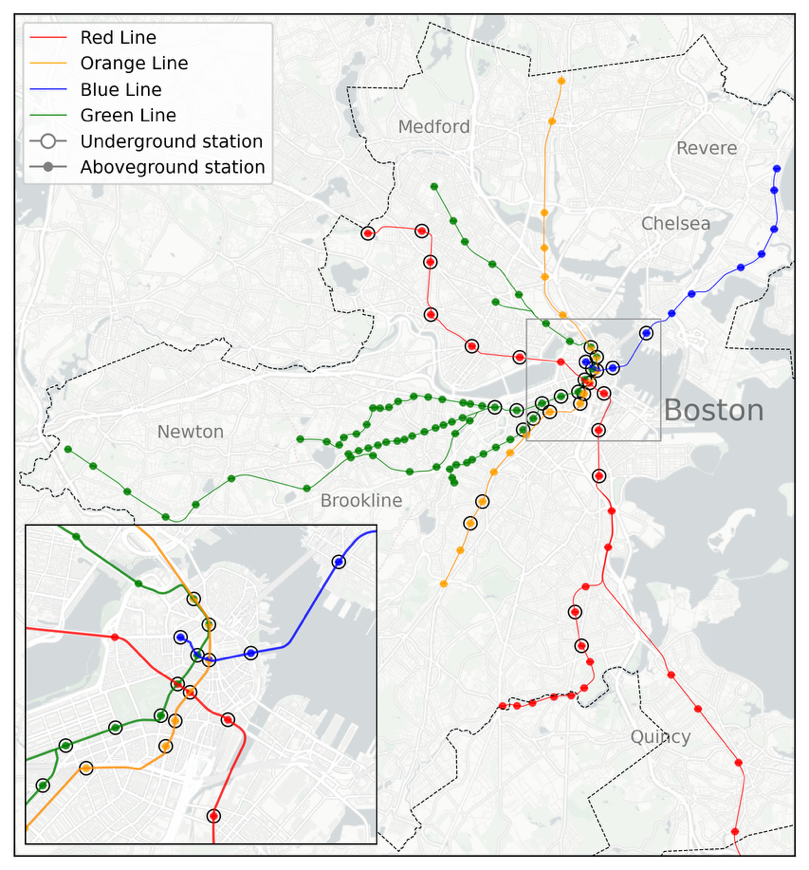 Red Line
Orange Line
Blue Line
Green Line
Underground station
Aboveground station
Medford
Revere
Chelsea
Boston
Newton
Brookline
Quincy